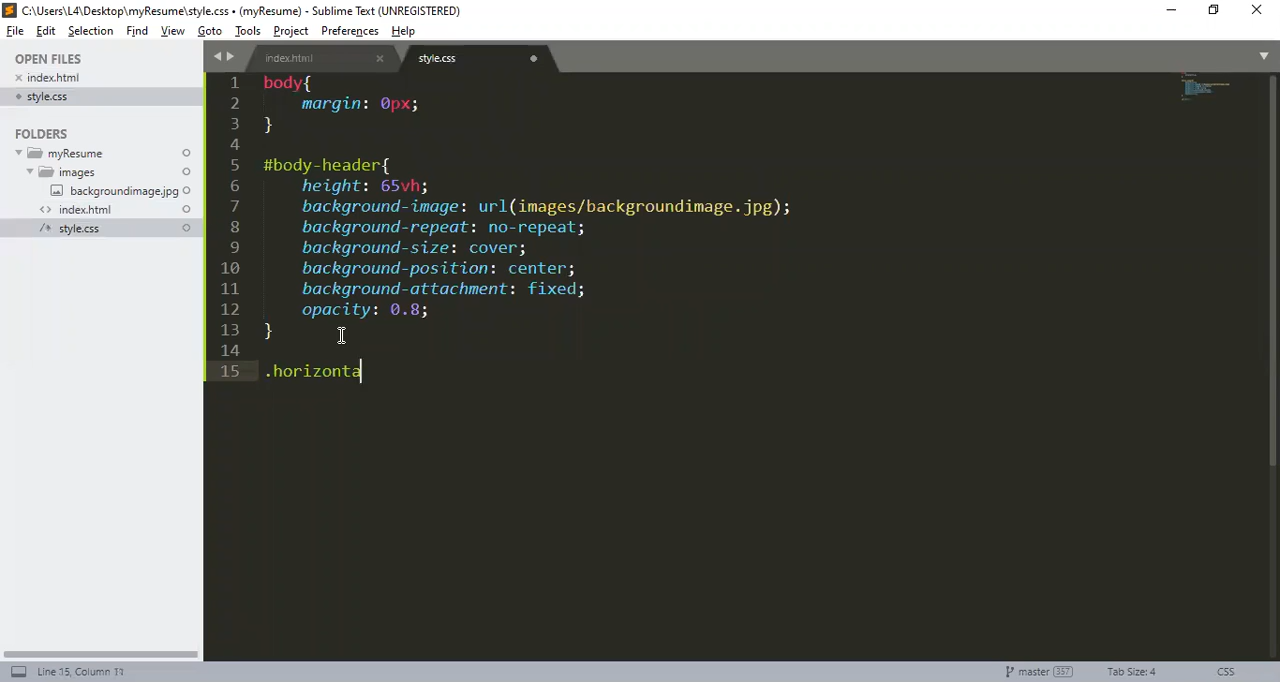 C:\Users\L4\Desktop\myResume\style.css • (myResume) - Sublime Text (UNREGISTERED)
File Edit Selection Find View Goto Tools Project Preferences Help
OPEN FILES
index.html
style.css
FOLDERS
myResume
images
backgroundimage.jpg
index.html
style.css
index.html
style.css
1 body{
2 margin: 0px;
3 }
4
5 #body-header{
6 height: 65vh;
7 background-image: url(images/backgroundimage.jpg);
8 background-repeat: no-repeat;
9 background-size: cover;
10 background-position: center;
11 background-attachment: fixed;
12 opacity: 0.8;
13 }
14
15 .horizonta
Line 15, Column 11 master 357 Tab Size: 4 CSS